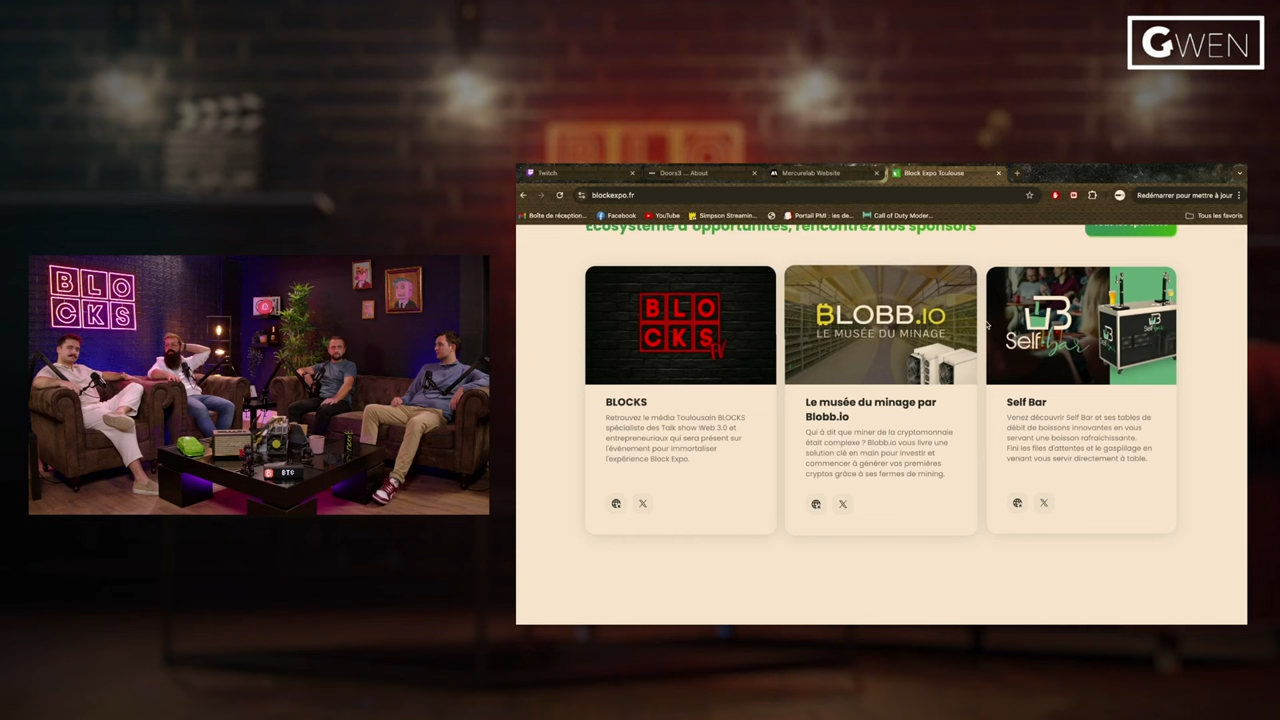 GWEN
BLO
CKS
BTC
Twitch
Doors3 ... About
Mercurelab Website
Block Expo Toulouse
blockexpo.fr
Redémarrer pour mettre à jour
Boîte de réception...
Facebook
YouTube
Simpson Streamin...
Portail PMI : les de...
Call of Duty Moder...
Tous les favoris
Ecosystème d'opportunités, rencontrez nos sponsors
BLO
CKS
TV
BLOBB.IO
LE MUSÉE DU MINAGE
Self bar
BLOCKS
Retrouvez le média Toulousain BLOCKS
spécialiste des Talk show Web 3.0 et
entrepreneuriaux qui sera présent sur
l'événement pour immortaliser
l'expérience Block Expo.
Le musée du minage par
Blobb.io
Qui à dit que miner de la cryptomonnaie
était complexe ? Blobb.io vous livre une
solution clé en main pour investir et
commencer à générer vos premières
cryptos grâce à ses fermes de mining.
Self Bar
Venez découvrir Self Bar et ses tables de
débit de boissons innovantes en vous
servant une boisson rafraichissante.
Fini les files d'attentes et le gaspillage en
venant vous servir directement à table.